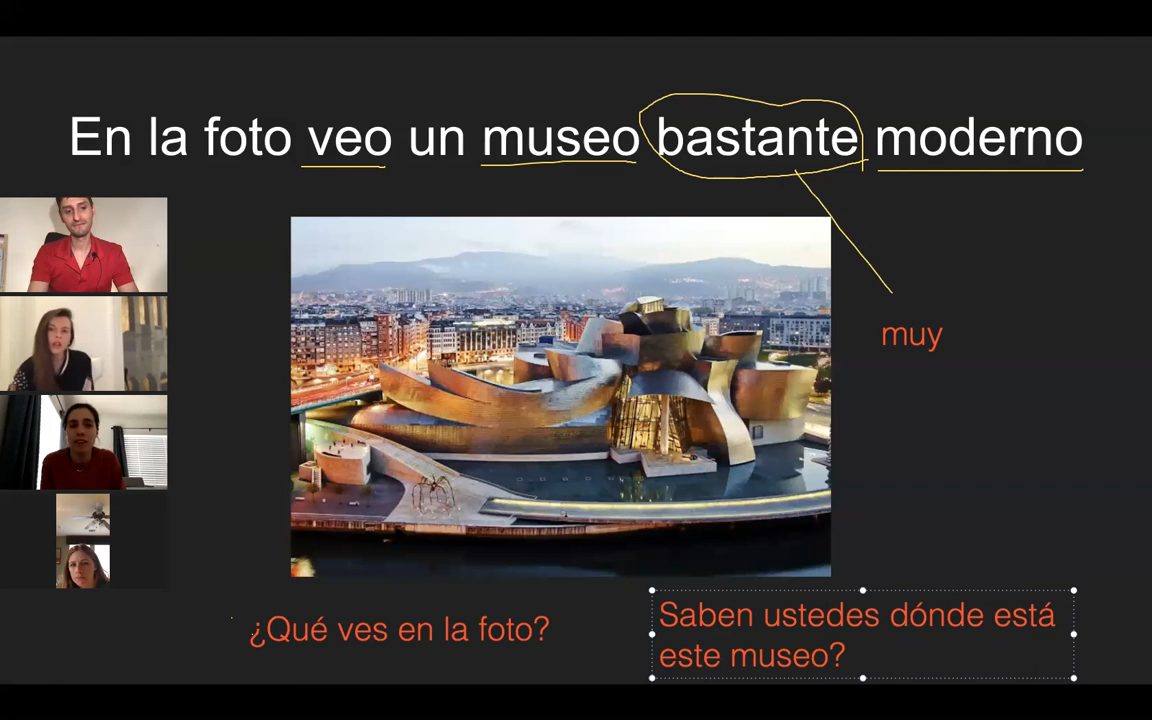 En la foto veo un museo bastante moderno
muy
¿Qué ves en la foto?
Saben ustedes dónde está
este museo?